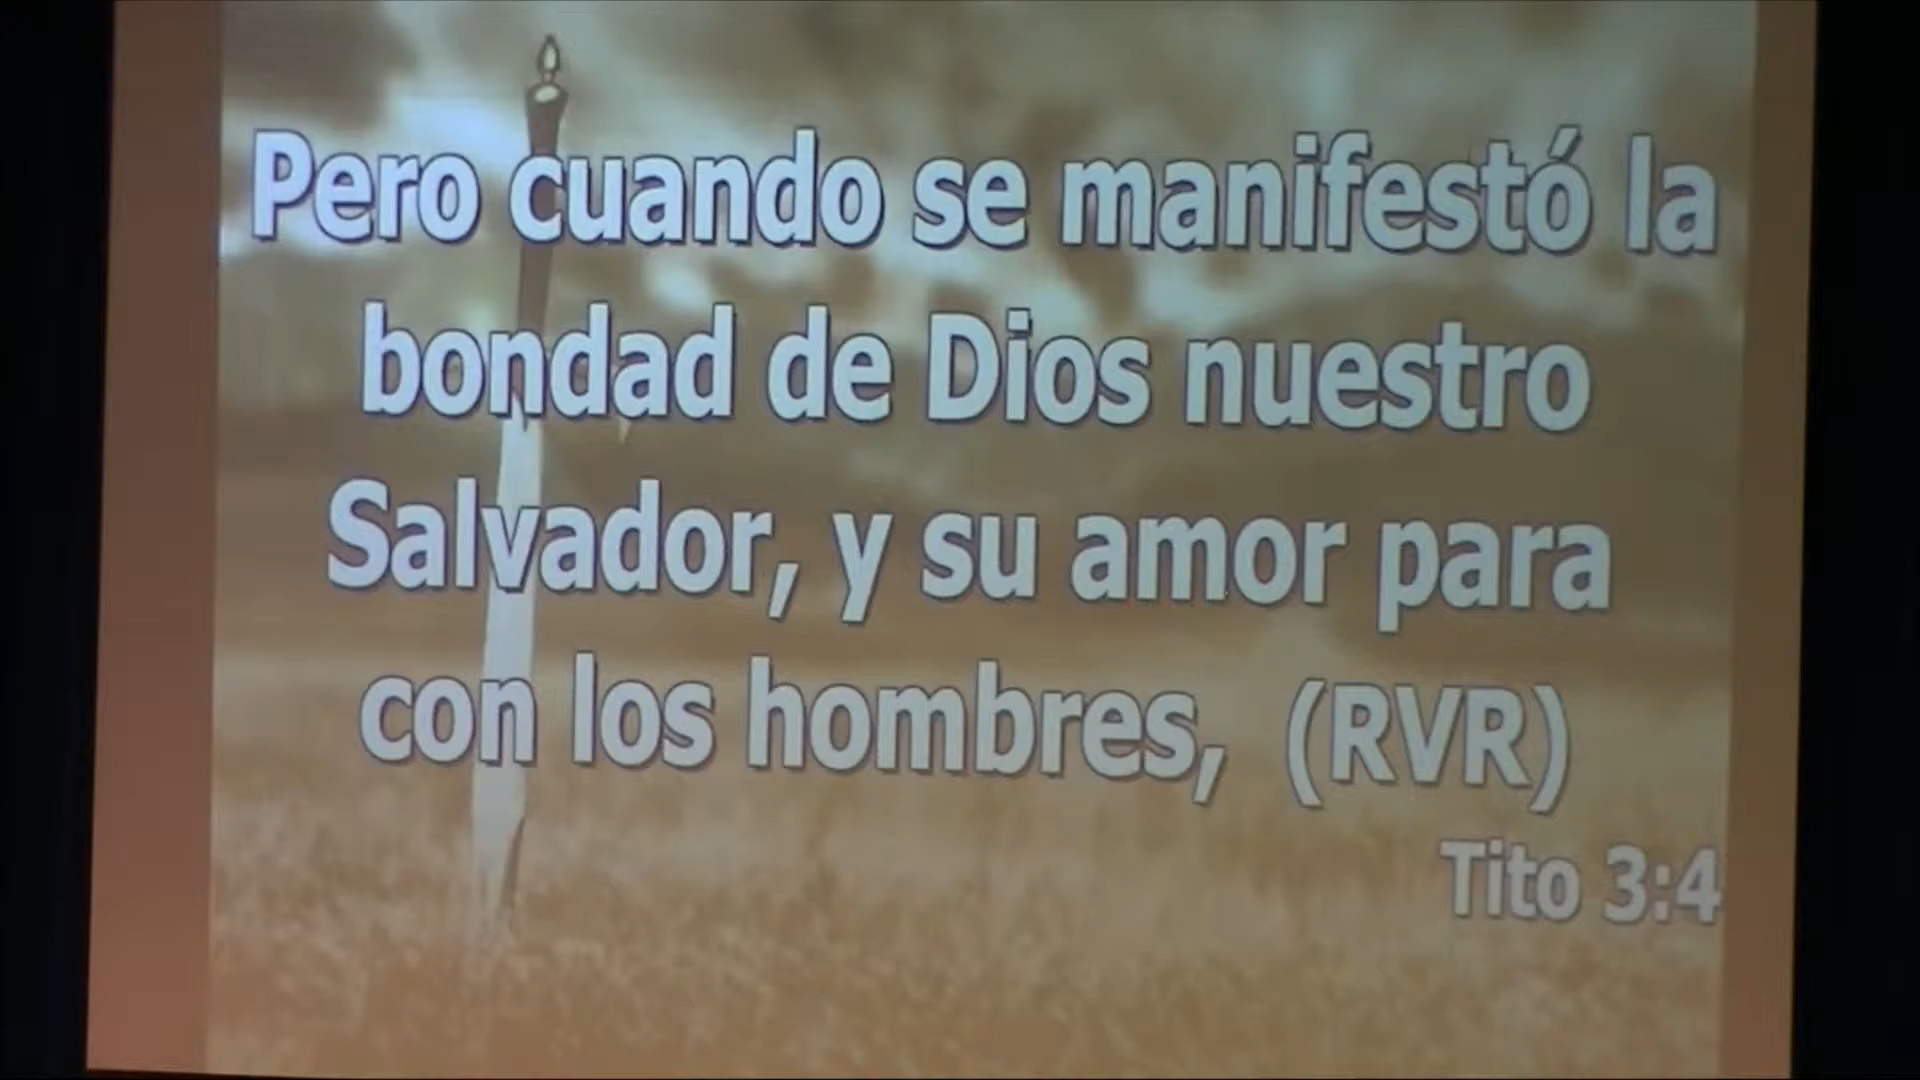 Pero cuando se manifestó la
bondad de Dios nuestro
Salvador, y su amor para
con los hombres, (RVR)
Tito 3:4